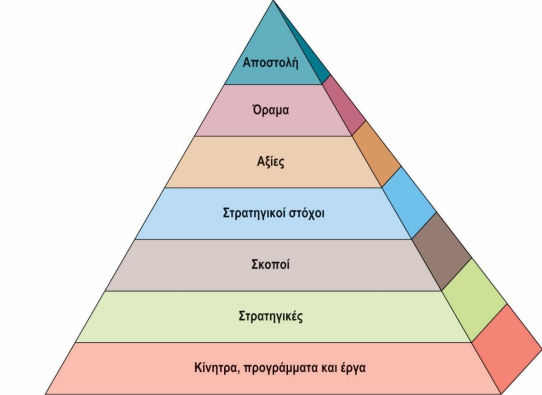 Αποστολή
Όραμα
Αξίες
Στρατηγικοί στόχοι
Σκοποί
Στρατηγικές
Κίνητρα, προγράμματα και έργα